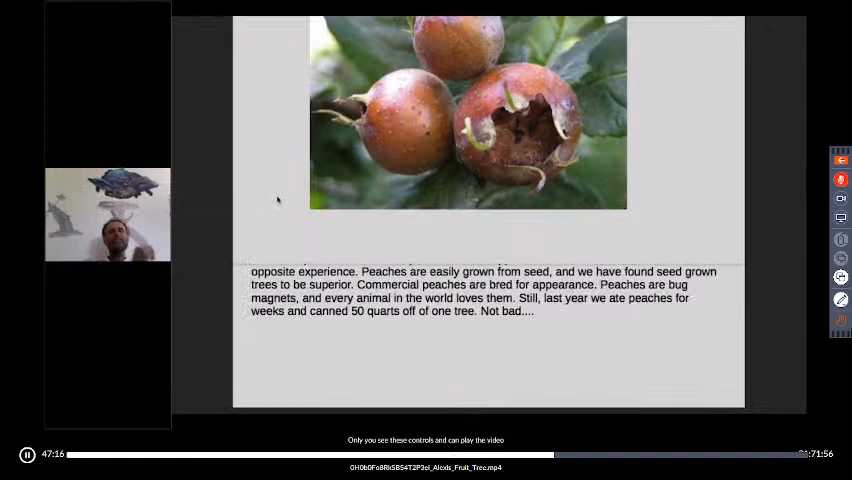 opposite experience. Peaches are easily grown from seed, and we have found seed grown
trees to be superior. Commercial peaches are bred for appearance. Peaches are bug
magnets, and every animal in the world loves them. Still, last year we ate peaches for
weeks and canned 50 quarts off of one tree. Not bad....
Only you see these controls and can play the video
47:16
71:56